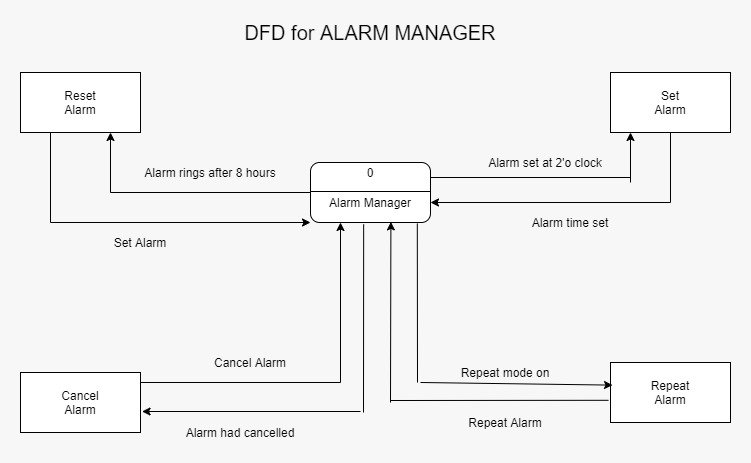 DFD for ALARM MANAGER
Reset
Alarm
Set
Alarm
Alarm rings after 8 hours
0
Alarm Manager
Alarm set at 2'o clock
Set Alarm
Alarm time set
Cancel Alarm
Repeat mode on
Cancel
Alarm
Repeat
Alarm
Alarm had cancelled
Repeat Alarm